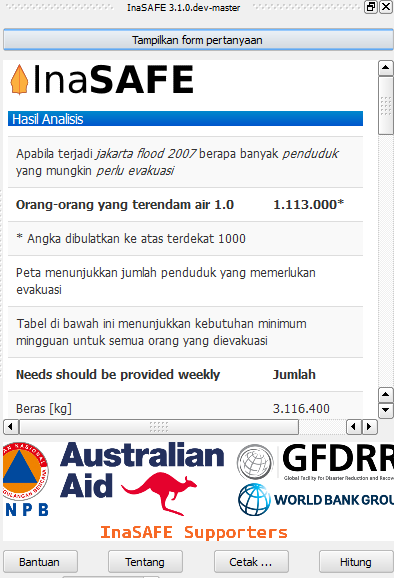 InaSAFE 3.1.0.dev-master
Tampilkan form pertanyaan
InaSAFE
Hasil Analisis
Apabila terjadi jakarta flood 2007 berapa banyak penduduk
yang mungkin perlu evakuasi
Orang-orang yang terendam air 1.0 1.113.000*
* Angka dibulatkan ke atas terdekat 1000
Peta menunjukkan jumlah penduduk yang memerlukan
evakuasi
Tabel di bawah ini menunjukkan kebutuhan minimum
mingguan untuk semua orang yang dievakuasi
Needs should be provided weekly Jumlah
Beras [kg] 3.116.400
Australian
Aid
GFDRR
Global Facility for Disaster Reduction and Recove
NPB
WORLD BANK GROU
InaSAFE Supporters
Bantuan Tentang Cetak ... Hitung